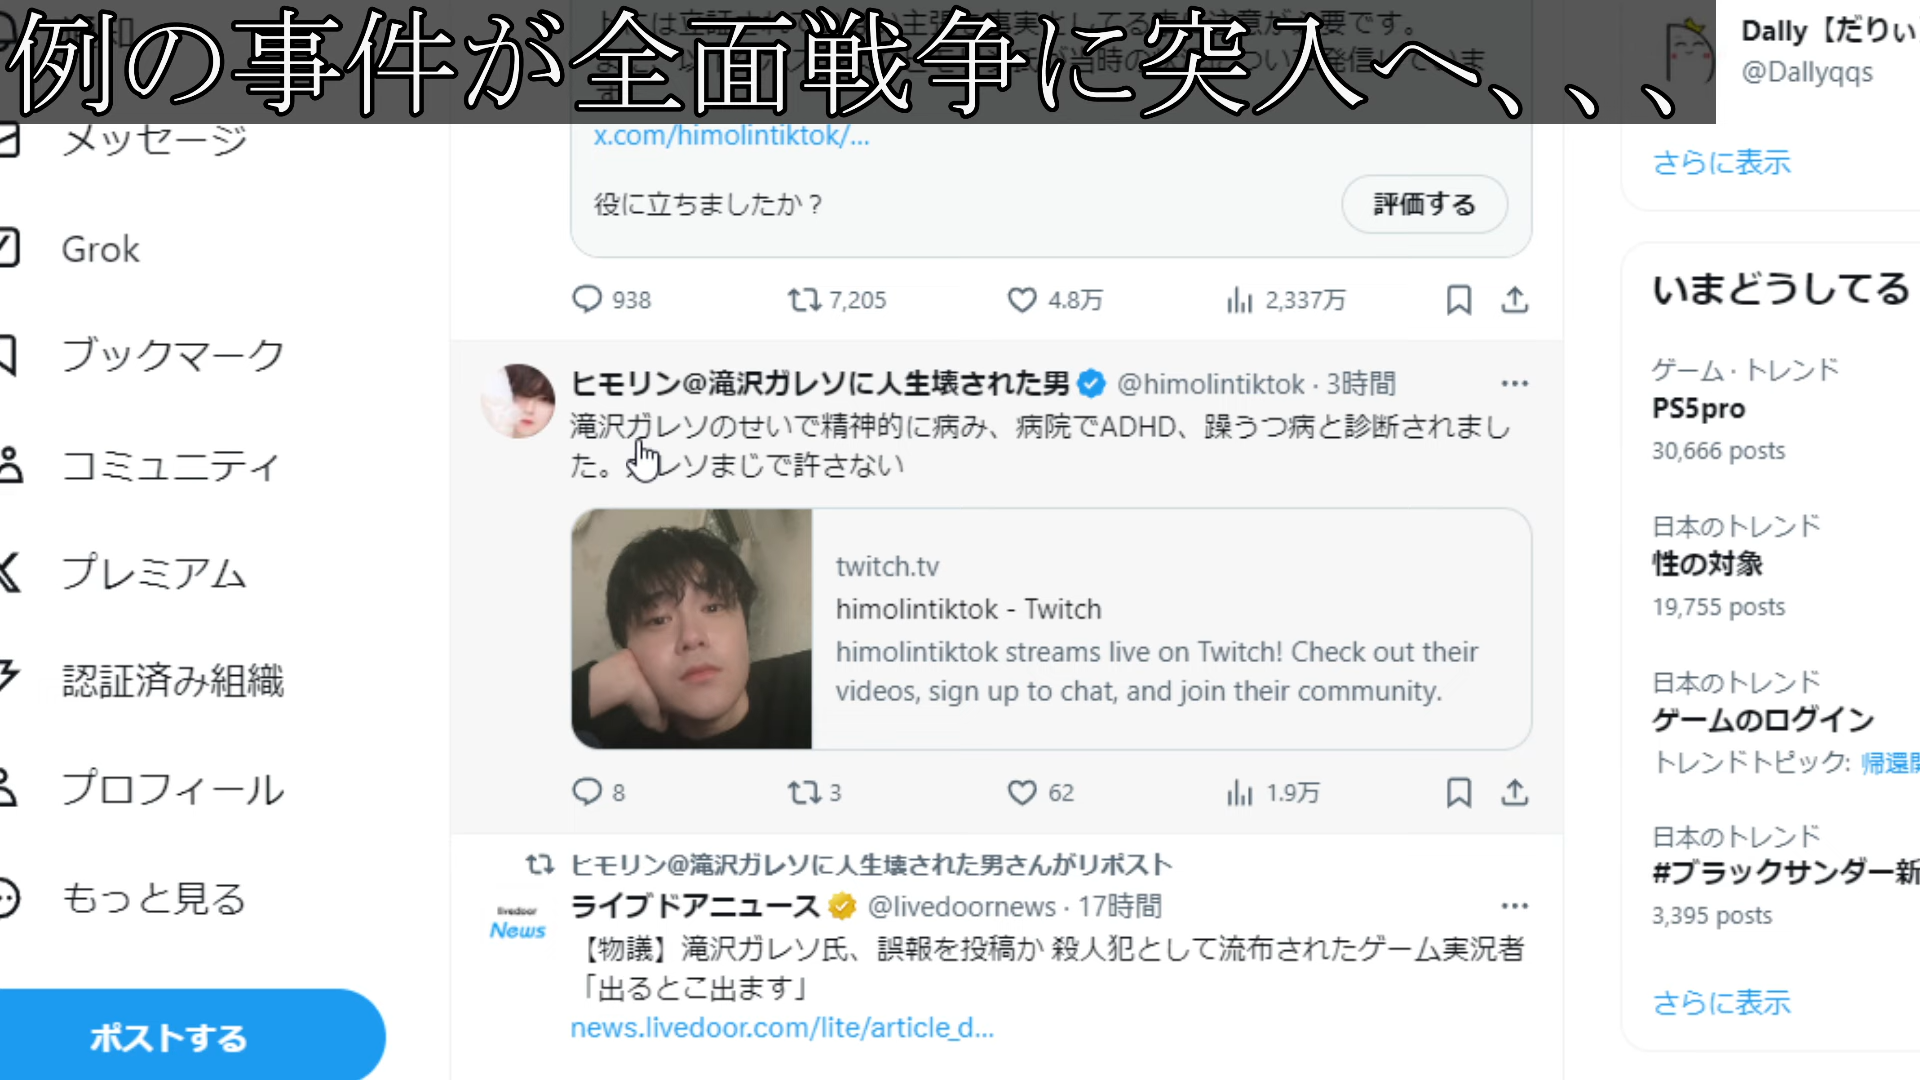 例の事件が全面戦争に突入へ、、、
Dally【だりぃ
@Dallyqqs
さらに表示
メッセージ
Grok
ブックマーク
コミュニティ
プレミアム
認証済み組織
プロフィール
もっと見る
ポストする
x.com/himolintiktok/...
役に立ちましたか？
評価する
938 7,205 4.8万 2,337万
ヒモリン@滝沢ガレソに人生壊された男 @himolintiktok · 3時間
滝沢ガレソのせいで精神的に病み、病院でADHD、躁うつ病と診断されまし
た。 レソまじで許さない
twitch.tv
himolintiktok - Twitch
himolintiktok streams live on Twitch! Check out their
videos, sign up to chat, and join their community.
8 3 62 1.9万
ヒモリン@滝沢ガレソに人生壊された男さんがリポスト
livedoor
News
ライブドアニュース @livedoornews · 17時間
【物議】滝沢ガレソ氏、誤報を投稿か 殺人犯として流布されたゲーム実況者
「出るとこ出ます」
news.livedoor.com/lite/article_d...
いまどうしてる
ゲーム · トレンド
PS5pro
30,666 posts
日本のトレンド
性の対象
19,755 posts
日本のトレンド
ゲームのログイン
トレンドトピック: 帰還
日本のトレンド
#ブラックサンダー新
3,395 posts
さらに表示